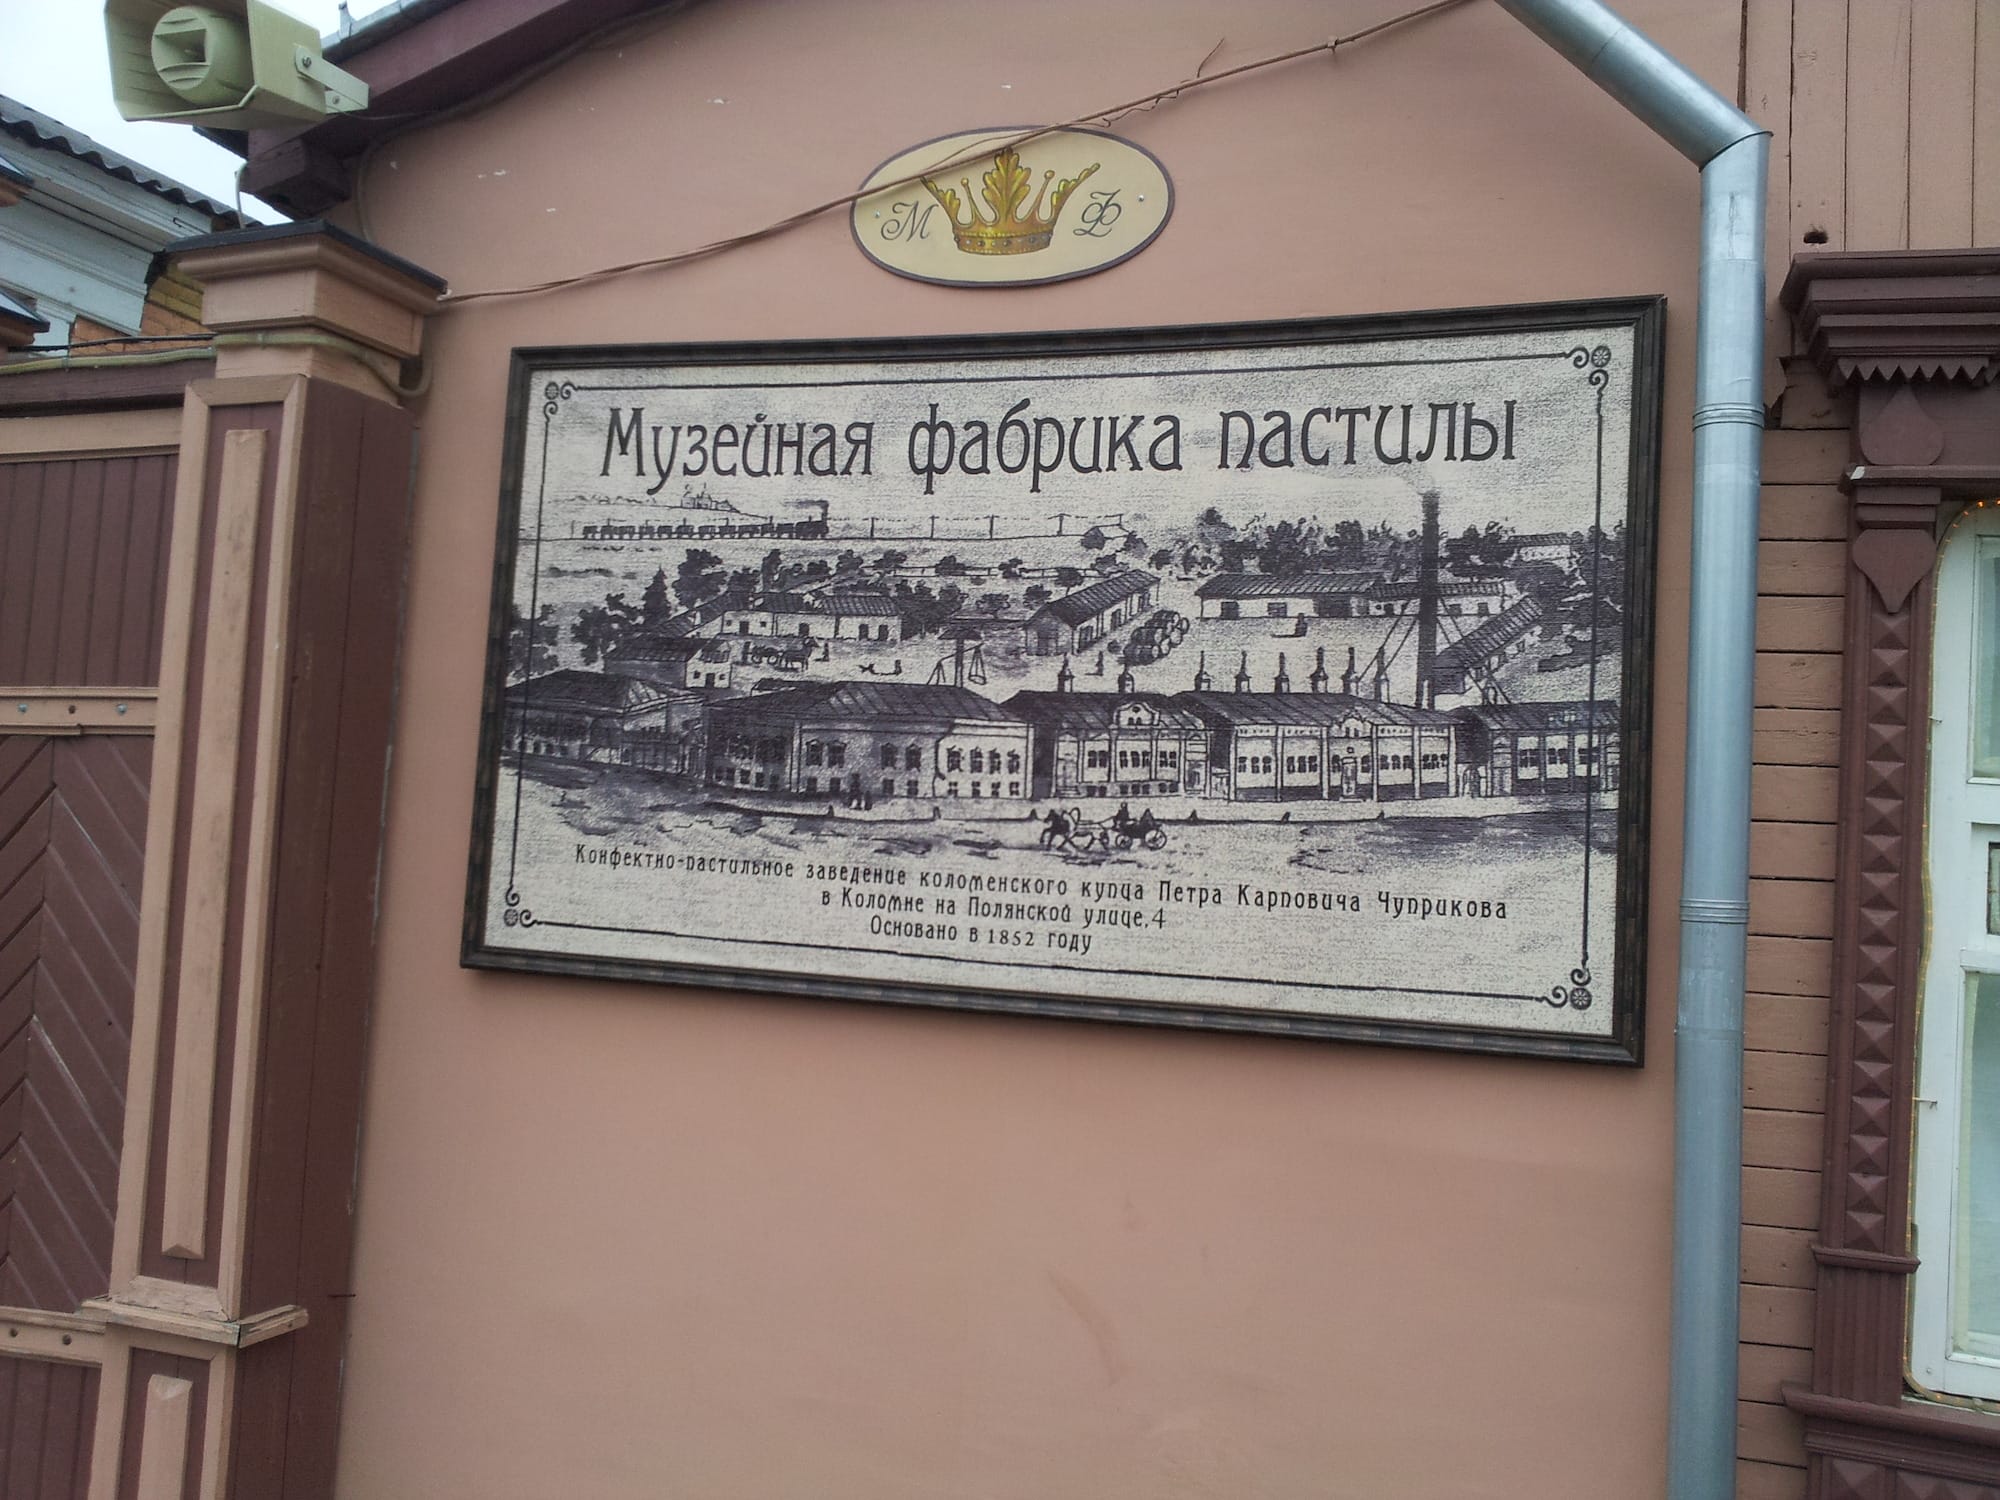 М Ф
Музейная фабрика пастилы
Конфектно-пастильное заведение коломенского купца Петра Карповича Чуприкова
в Коломне на Полянской улице,4
Основано в 1852 году